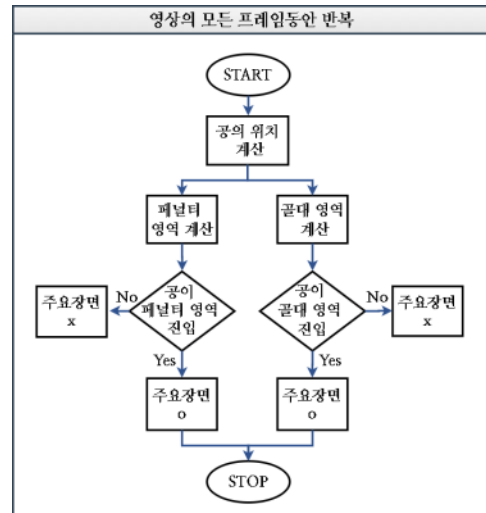 영상의 모든 프레임동안 반복
START
공의 위치
계산
페널티
영역 계산
골대 영역
계산
공이
페널터 영역
진입
공이
골대 영역
진입
No
주요장면
x
No
주요장면
x
Yes
Yes
주요장면
o
주요장면
o
STOP